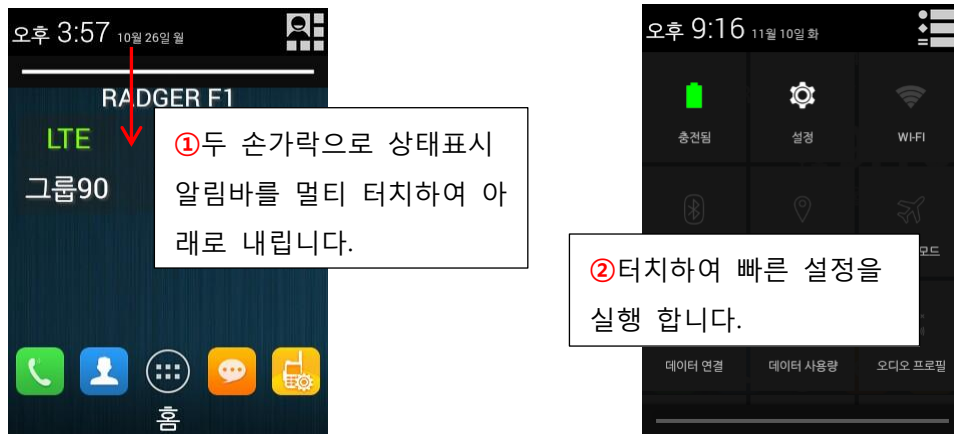 오후 3:57 10월 26일 월
RADGER F1
LTE
그룹90
①두 손가락으로 상태표시
알림바를 멀티 터치하여 아
래로 내립니다.
홈
오후 9:16 11월 10일 화
충전됨 설정 WI-FI
모드
②터치하여 빠른 설정을
실행 합니다.
데이터 연결 데이터 사용량 오디오 프로필